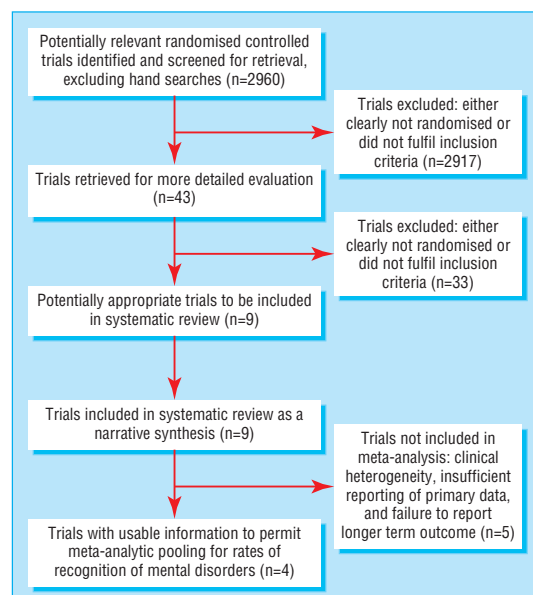 Potentially relevant randomised controlled
trials identified and screened for retrieval,
excluding hand searches (n=2960)
Trials excluded: either
clearly not randomised or
did not fulfil inclusion
criteria (n=2917)
Trials retrieved for more detailed evaluation
(n=43)
Trials excluded: either
clearly not randomised or
did not fulfil inclusion
criteria (n=33)
Potentially appropriate trials to be included
in systematic review (n=9)
Trials included in systematic review as a
narrative synthesis (n=9)
Trials not included in
meta-analysis: clinical
heterogeneity, insufficient
reporting of primary data,
and failure to report
longer term outcome (n=5)
Trials with usable information to permit
meta-analytic pooling for rates of
recognition of mental disorders (n=4)